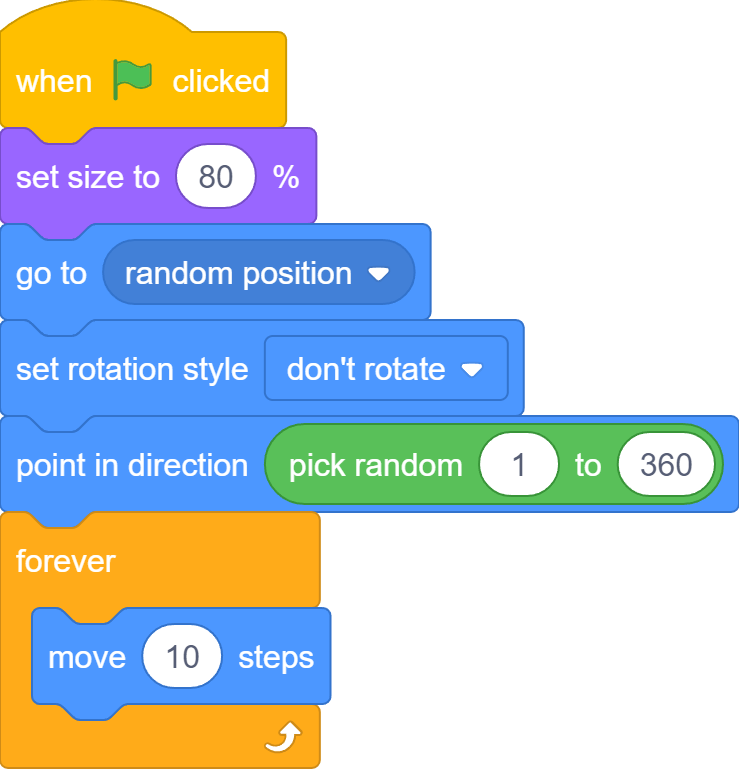 when clicked
set size to 80 %
go to random position
set rotation style don't rotate
point in direction pick random 1 to 360
forever
move 10 steps